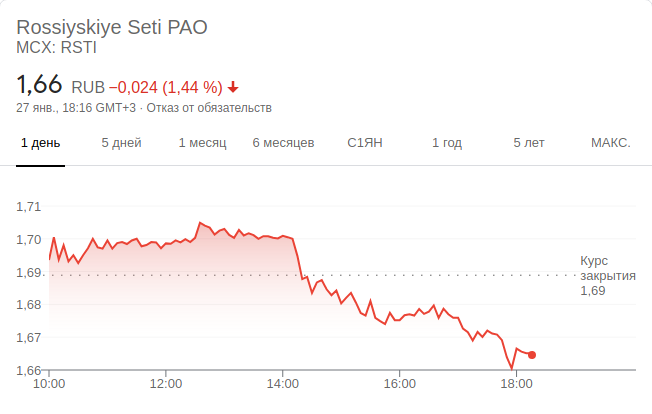 Rossiyskiye Seti PAO
MCX: RSTI
1,66 RUB −0,024 (1,44 %)
27 янв., 18:16 GMT+3 · Отказ от обязательств
1 день 5 дней 1 месяц 6 месяцев С1ЯН 1 год 5 лет МАКС.
1,71
1,70
1,69
1,68
1,67
1,66
Курс
закрытия
1,69
10:00 12:00 14:00 16:00 18:00